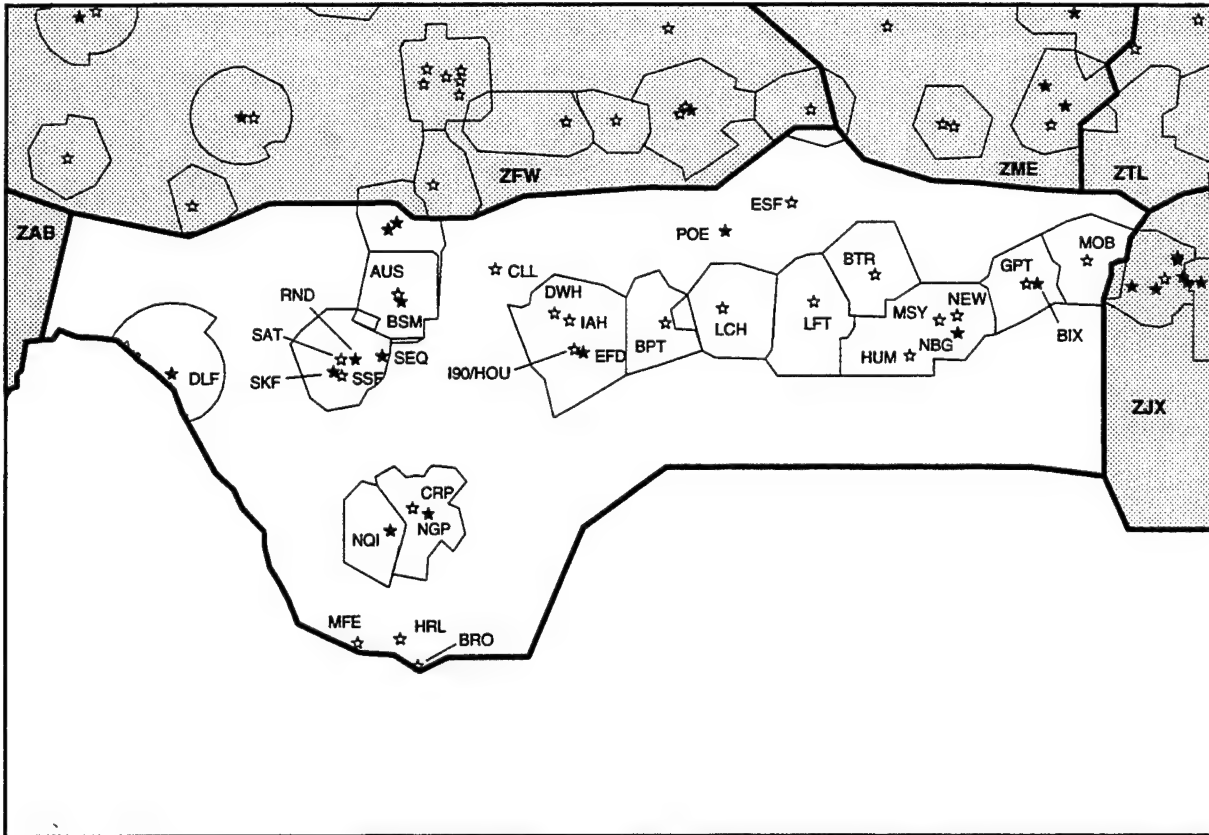 ZFW
ZME
ZTL
ZAB
ESF
POE
MOB
CLL
BTR
GPT
AUS
DWH
RND
MSY
NEW
BSM
IAH
LCH
LFT
SAT
SEQ
BPT
NBG
BIX
I90/HOU
EFD
HUM
DLF
SKF
SSF
ZJX
CRP
NGP
NQI
MFE
HRL
BRO